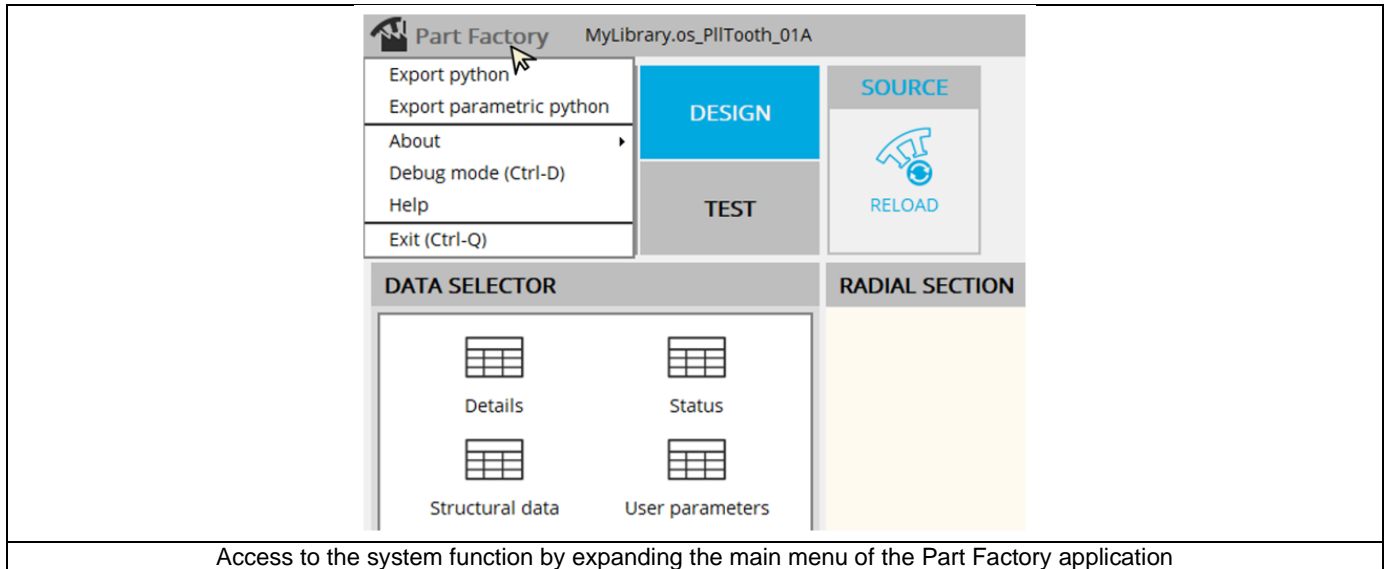 Part Factory MyLibrary.os_PllTooth_01A
Export python
Export parametric python
About
Debug mode (Ctrl-D)
Help
Exit (Ctrl-Q)
DESIGN
TEST
SOURCE
RELOAD
DATA SELECTOR
RADIAL SECTION
Details Status
Structural data User parameters
Access to the system function by expanding the main menu of the Part Factory application